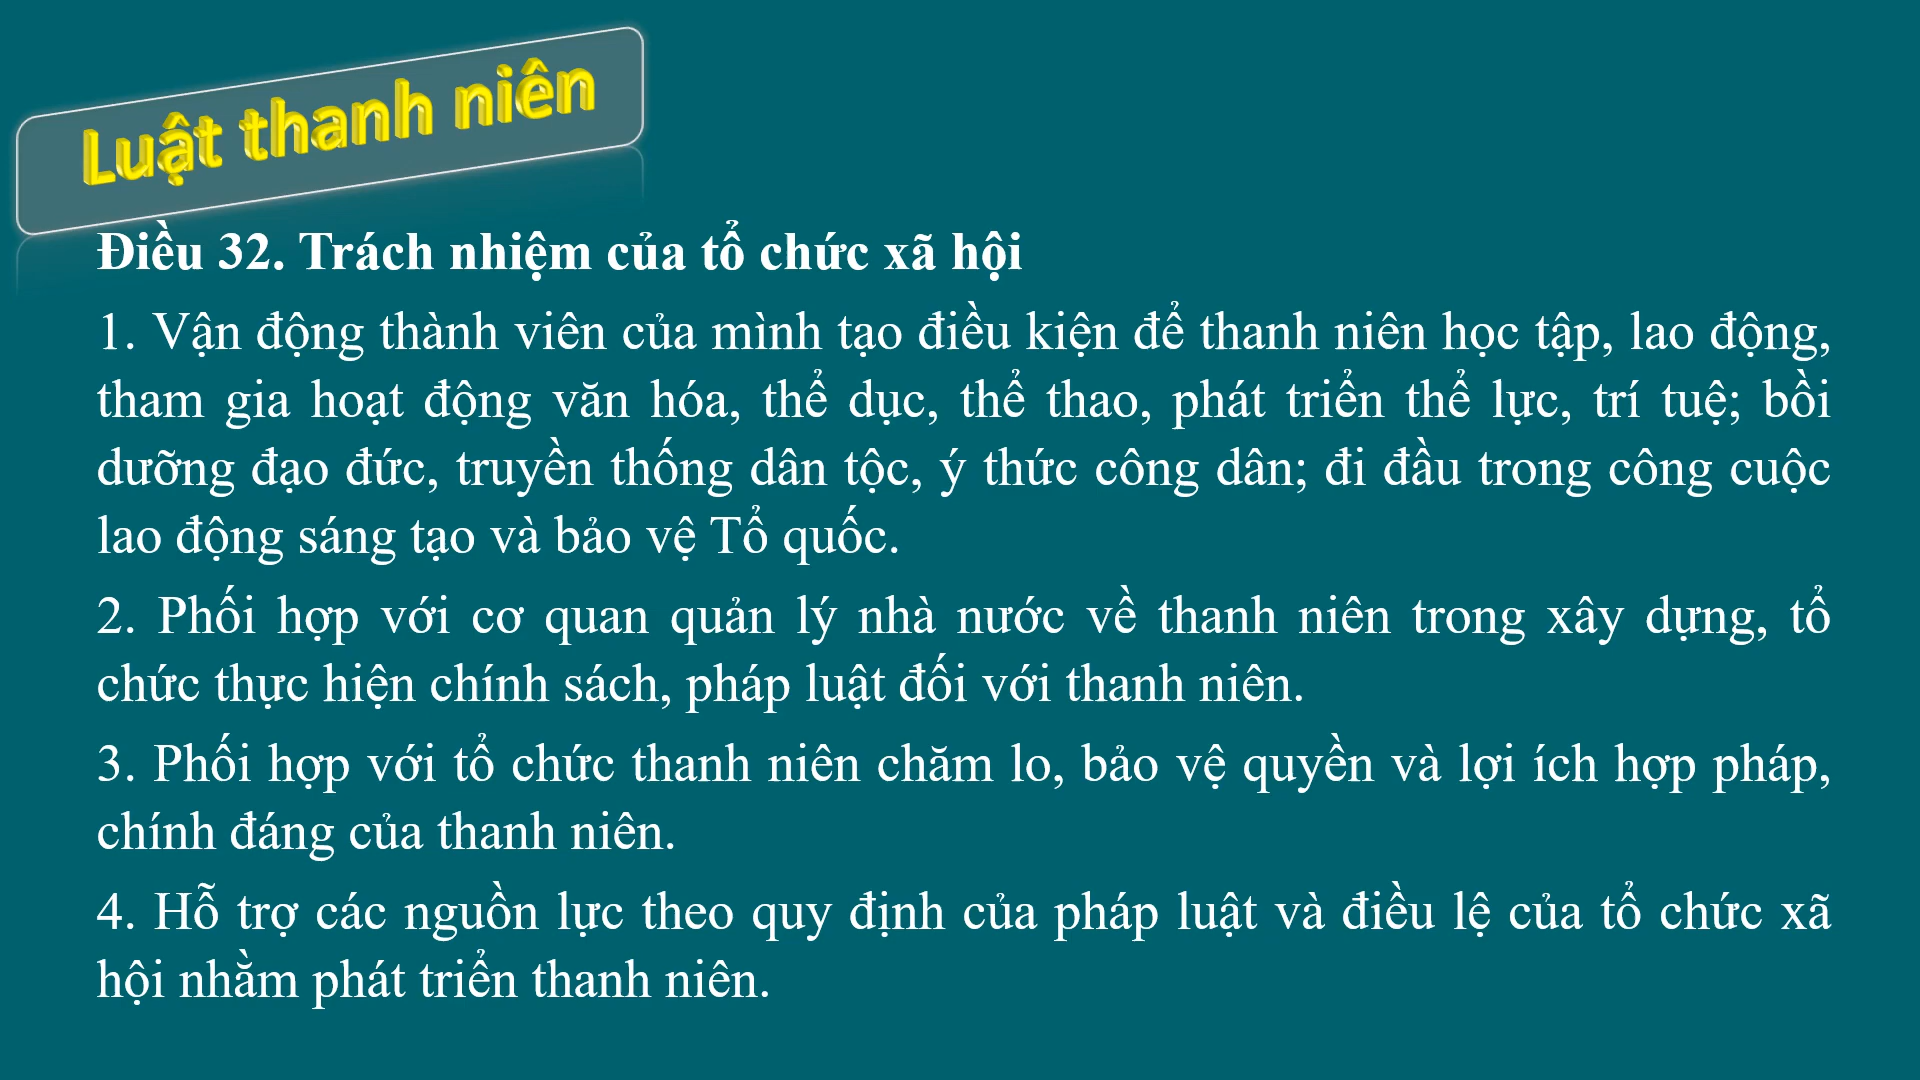 Luật thanh niên
Điều 32. Trách nhiệm của tổ chức xã hội
1. Vận động thành viên của mình tạo điều kiện để thanh niên học tập, lao động,
tham gia hoạt động văn hóa, thể dục, thể thao, phát triển thể lực, trí tuệ; bồi
dưỡng đạo đức, truyền thống dân tộc, ý thức công dân; đi đầu trong công cuộc
lao động sáng tạo và bảo vệ Tổ quốc.
2. Phối hợp với cơ quan quản lý nhà nước về thanh niên trong xây dựng, tổ
chức thực hiện chính sách, pháp luật đối với thanh niên.
3. Phối hợp với tổ chức thanh niên chăm lo, bảo vệ quyền và lợi ích hợp pháp,
chính đáng của thanh niên.
4. Hỗ trợ các nguồn lực theo quy định của pháp luật và điều lệ của tổ chức xã
hội nhằm phát triển thanh niên.